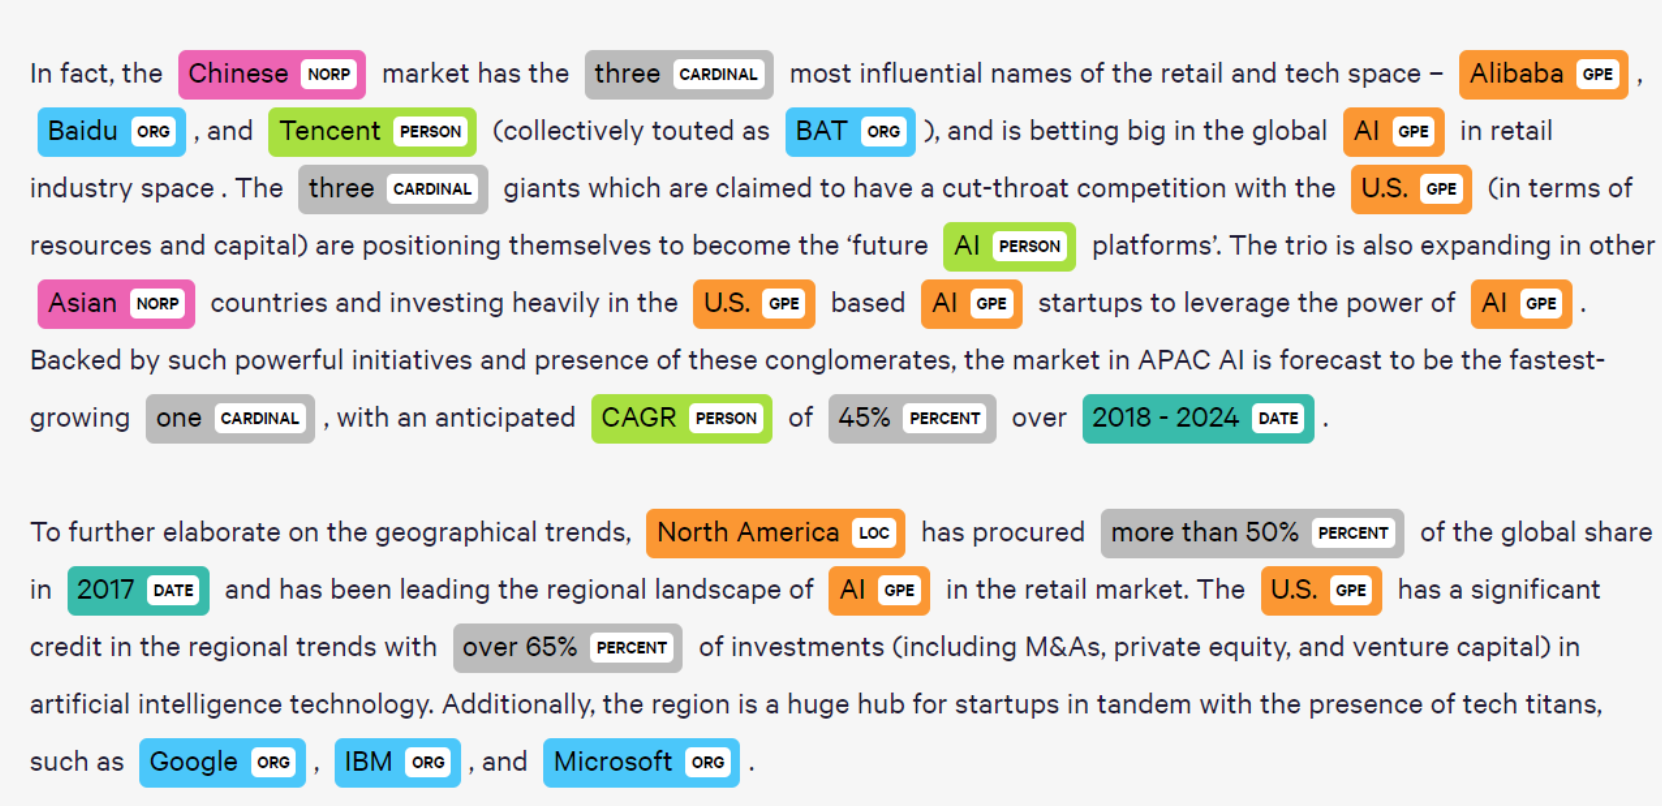 In fact, the Chinese NORP market has the three CARDINAL most influential names of the retail and tech space – Alibaba GPE ,
Baidu ORG , and Tencent PERSON (collectively touted as BAT ORG ), and is betting big in the global AI GPE in retail
industry space . The three CARDINAL giants which are claimed to have a cut-throat competition with the U.S. GPE (in terms of
resources and capital) are positioning themselves to become the ‘future AI PERSON platforms’. The trio is also expanding in other
Asian NORP countries and investing heavily in the U.S. GPE based AI GPE startups to leverage the power of AI GPE .
Backed by such powerful initiatives and presence of these conglomerates, the market in APAC AI is forecast to be the fastest-
growing one CARDINAL , with an anticipated CAGR PERSON of 45% PERCENT over 2018 - 2024 DATE .
To further elaborate on the geographical trends, North America LOC has procured more than 50% PERCENT of the global share
in 2017 DATE and has been leading the regional landscape of AI GPE in the retail market. The U.S. GPE has a significant
credit in the regional trends with over 65% PERCENT of investments (including M&As, private equity, and venture capital) in
artificial intelligence technology. Additionally, the region is a huge hub for startups in tandem with the presence of tech titans,
such as Google ORG , IBM ORG , and Microsoft ORG .